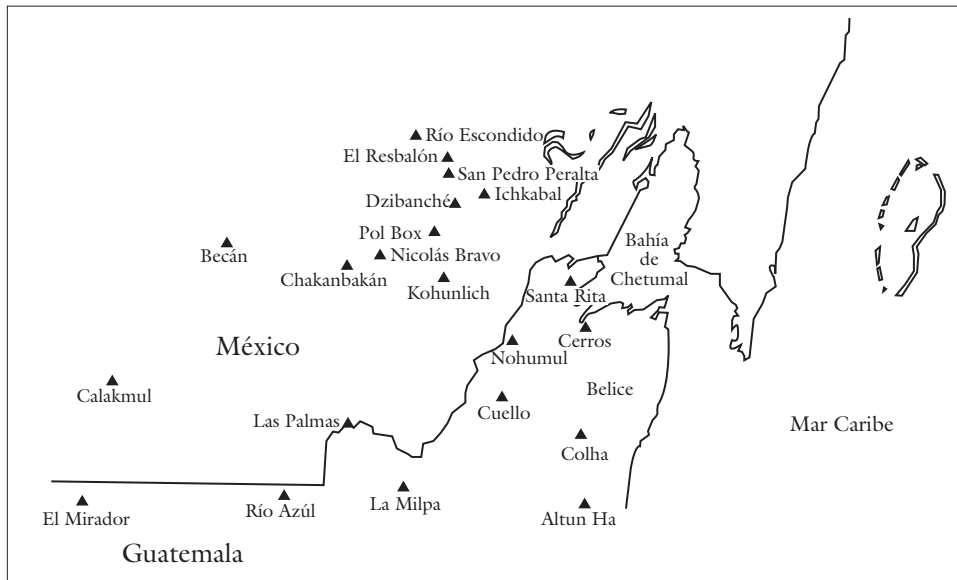 Río Escondido
El Resbalón
San Pedro Peralta
Ichkabal
Dzibanché
Pol Box
Becán
Nicolás Bravo
Chakanbakán
Kohunlich
Bahía
de
Chetumal
Santa Rita
México
Cerros
Nohumul
Calakmul
Belice
Cuello
Las Palmas
Mar Caribe
Colha
El Mirador
Río Azúl
La Milpa
Altun Ha
Guatemala